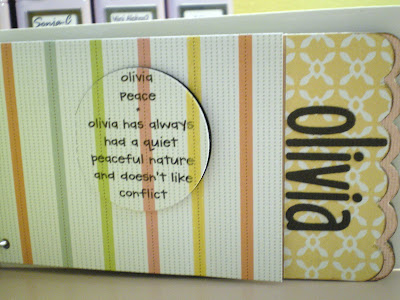 olivia
peace
•
olivia has always
had a quiet
peaceful nature
and doesn't like
conflict
olivia